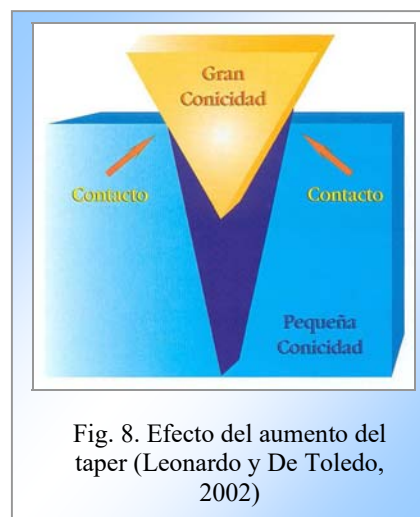 Gran
Conicidad
Contacto
Contacto
Pequeña
Conicidad
Fig. 8. Efecto del aumento del
taper (Leonardo y De Toledo,
2002)